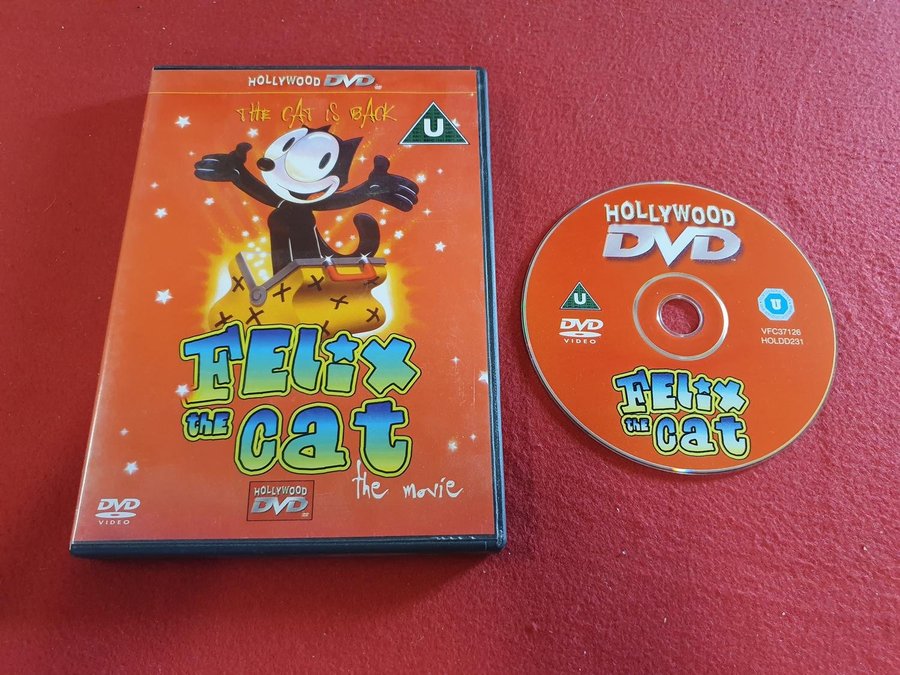 HOLLYWOOD DVD
THE CAT IS BACK
U
FELiX
the cat
the movie
HOLLYWOOD
DVD
DVD
VIDEO
HOLLYWOOD
DVD
U
U
DVD
VIDEO
VFC37126
HOLDD231
FELiX
the cat